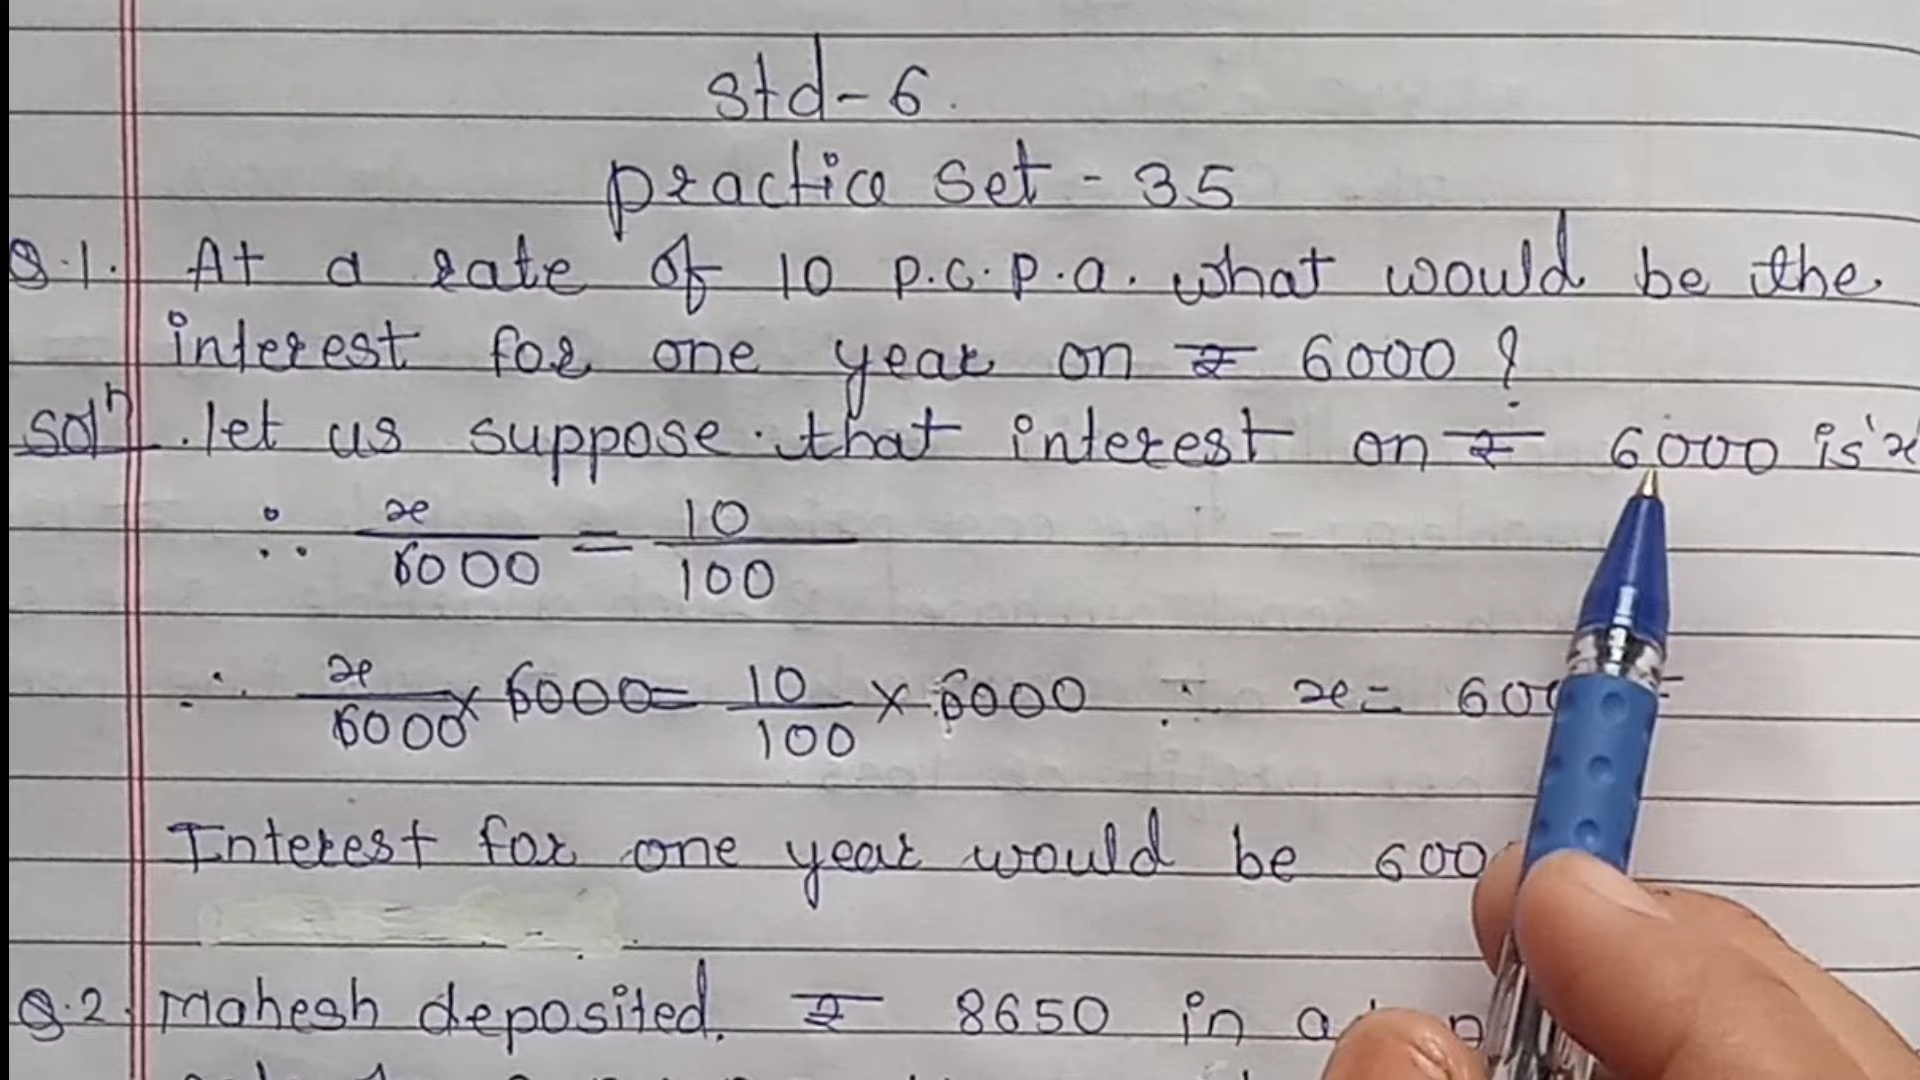 std-6.
practice set - 35
Q.1. At a rate of 10 p.c.p.a. what would be the
interest for one year on ₹ 6000 ?
solⁿ. let us suppose that interest on ₹ 6000 is 'x'
∴ x/6000 = 10/100
∴ x/6000 × 6000 = 10/100 × 6000 ∴ x = 600
Interest for one year would be 600
Q.2. Mahesh deposited. ₹ 8650 in a